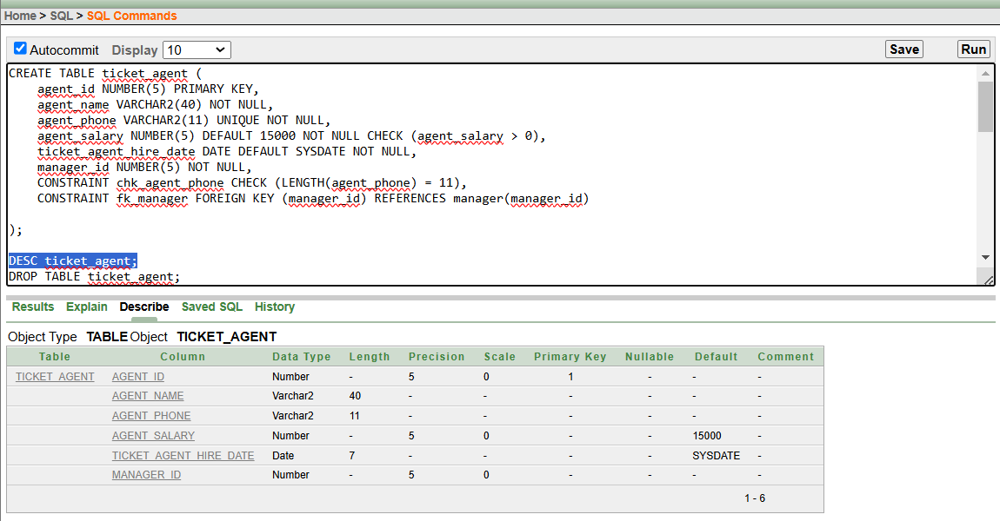 Home > SQL > SQL Commands
Autocommit Display 10 Save Run
CREATE TABLE ticket_agent (
    agent_id NUMBER(5) PRIMARY KEY,
    agent_name VARCHAR2(40) NOT NULL,
    agent_phone VARCHAR2(11) UNIQUE NOT NULL,
    agent_salary NUMBER(5) DEFAULT 15000 NOT NULL CHECK (agent_salary > 0),
    ticket_agent_hire_date DATE DEFAULT SYSDATE NOT NULL,
    manager_id NUMBER(5) NOT NULL,
    CONSTRAINT chk_agent_phone CHECK (LENGTH(agent_phone) = 11),
    CONSTRAINT fk_manager FOREIGN KEY (manager_id) REFERENCES manager(manager_id)
);
DESC ticket_agent;
DROP TABLE ticket_agent;
Results Explain Describe Saved SQL History
Object Type TABLE Object TICKET_AGENT
Table Column Data Type Length Precision Scale Primary Key Nullable Default Comment
TICKET_AGENT AGENT_ID Number - 5 0 1 - - -
AGENT_NAME Varchar2 40 - - - - - -
AGENT_PHONE Varchar2 11 - - - - - -
AGENT_SALARY Number - 5 0 - - 15000 -
TICKET_AGENT_HIRE_DATE Date 7 - - - - SYSDATE -
MANAGER_ID Number - 5 0 - - - -
1 - 6